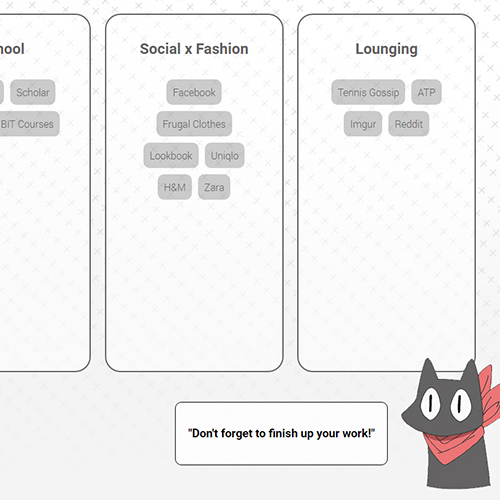 hool
Scholar
BIT Courses
Social x Fashion
Facebook
Frugal Clothes
Lookbook Uniqlo
H&M Zara
Lounging
Tennis Gossip ATP
Imgur Reddit
"Don't forget to finish up your work!"